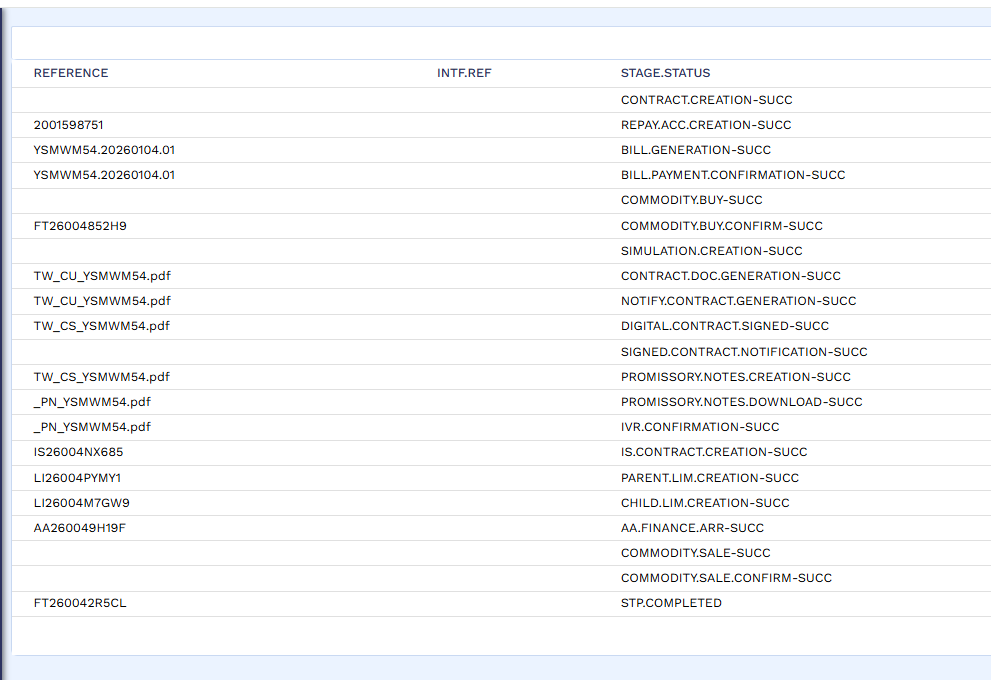 REFERENCE INTF.REF STAGE.STATUS
CONTRACT.CREATION-SUCC
2001598751 REPAY.ACC.CREATION-SUCC
YSMWM54.20260104.01 BILL.GENERATION-SUCC
YSMWM54.20260104.01 BILL.PAYMENT.CONFIRMATION-SUCC
COMMODITY.BUY-SUCC
FT26004852H9 COMMODITY.BUY.CONFIRM-SUCC
SIMULATION.CREATION-SUCC
TW_CU_YSMWM54.pdf CONTRACT.DOC.GENERATION-SUCC
TW_CU_YSMWM54.pdf NOTIFY.CONTRACT.GENERATION-SUCC
TW_CS_YSMWM54.pdf DIGITAL.CONTRACT.SIGNED-SUCC
SIGNED.CONTRACT.NOTIFICATION-SUCC
TW_CS_YSMWM54.pdf PROMISSORY.NOTES.CREATION-SUCC
_PN_YSMWM54.pdf PROMISSORY.NOTES.DOWNLOAD-SUCC
_PN_YSMWM54.pdf IVR.CONFIRMATION-SUCC
IS26004NX685 IS.CONTRACT.CREATION-SUCC
LI26004PYMY1 PARENT.LIM.CREATION-SUCC
LI26004M7GW9 CHILD.LIM.CREATION-SUCC
AA260049H19F AA.FINANCE.ARR-SUCC
COMMODITY.SALE-SUCC
COMMODITY.SALE.CONFIRM-SUCC
FT260042R5CL STP.COMPLETED